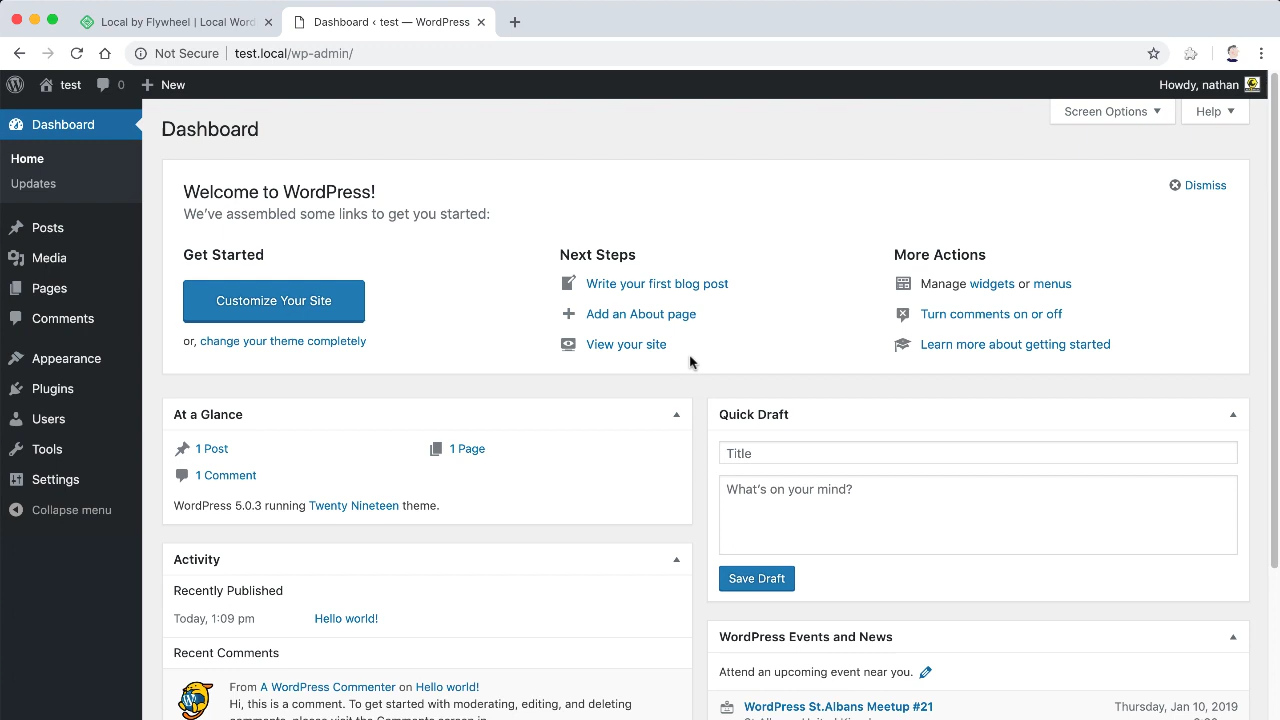 Local by Flywheel | Local Word
Dashboard ‹ test — WordPress
Not Secure
test.local/wp-admin/
test
0
New
Howdy, nathan
Dashboard
Home
Updates
Posts
Media
Pages
Comments
Appearance
Plugins
Users
Tools
Settings
Collapse menu
Dashboard
Screen Options
Help
Welcome to WordPress!
We've assembled some links to get you started:
Dismiss
Get Started
Customize Your Site
or, change your theme completely
Next Steps
Write your first blog post
Add an About page
View your site
More Actions
Manage widgets or menus
Turn comments on or off
Learn more about getting started
At a Glance
1 Post
1 Page
1 Comment
WordPress 5.0.3 running Twenty Nineteen theme.
Activity
Recently Published
Today, 1:09 pm
Hello world!
Recent Comments
From A WordPress Commenter on Hello world!
Hi, this is a comment. To get started with moderating, editing, and deleting
comments, please visit the Comments screen in
Quick Draft
Title
What's on your mind?
Save Draft
WordPress Events and News
Attend an upcoming event near you.
WordPress St.Albans Meetup #21
Thursday, Jan 10, 2019